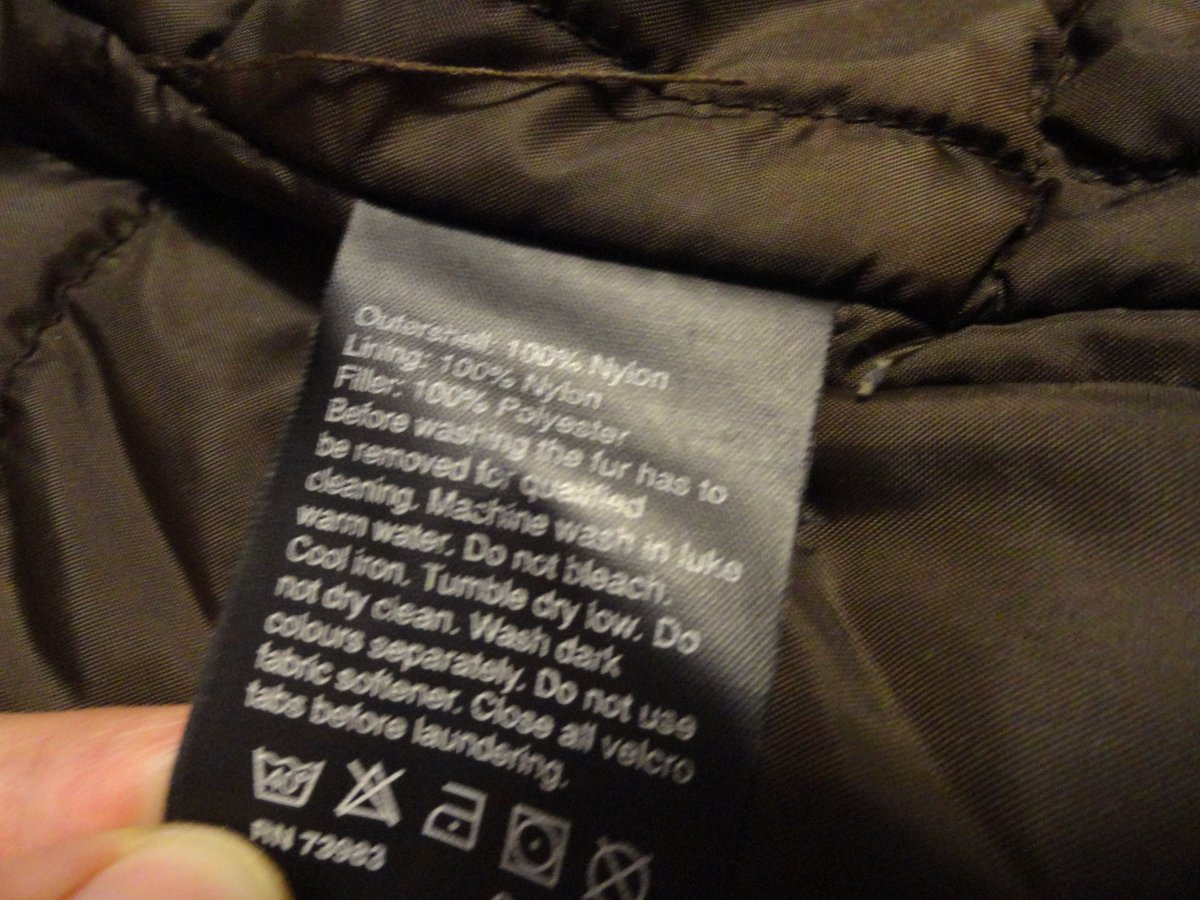 Outershell: 100% Nylon
Lining: 100% Nylon
Filler: 100% Polyester
Before washing the fur has to
be removed for qualified
cleaning. Machine wash in luke
warm water. Do not bleach.
Cool iron. Tumble dry low. Do
not dry clean. Wash dark
colours separately. Do not use
fabric softener. Close all velcro
tabs before laundering.
40°
RN 73983